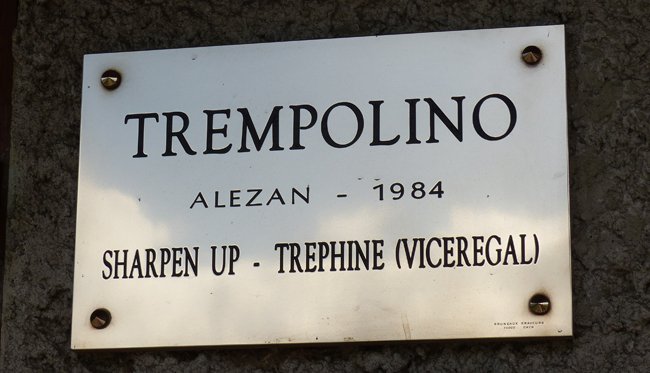 TREMPOLINO
ALEZAN - 1984
SHARPEN UP - TREPHINE (VICEREGAL)